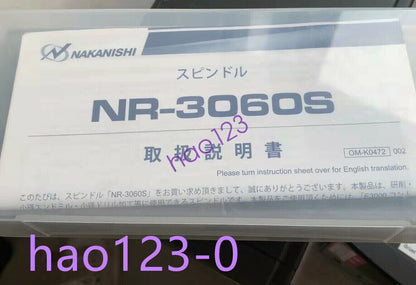 NAKANISHI
スピンドル
NR-3060S
hao123
取扱説明書
OM-K0472 002
Please turn instruction sheet over for English translation.
このたびは、スピンドル「NR-3060S」をお買い求め頂きまして、誠にありがとうございます。本製品は、研削・
hao123-0